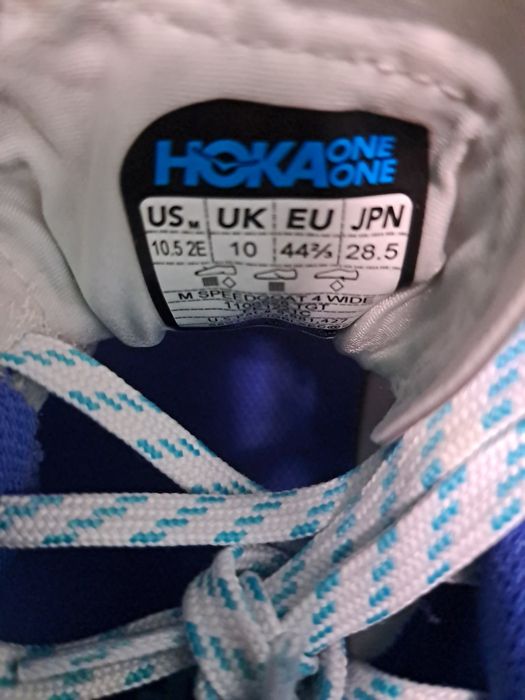 HOKA ONE ONE
US M UK EU JPN
10.5 2E 10 44⅔ 28.5
M SPEEDGOAT 4 WIDE